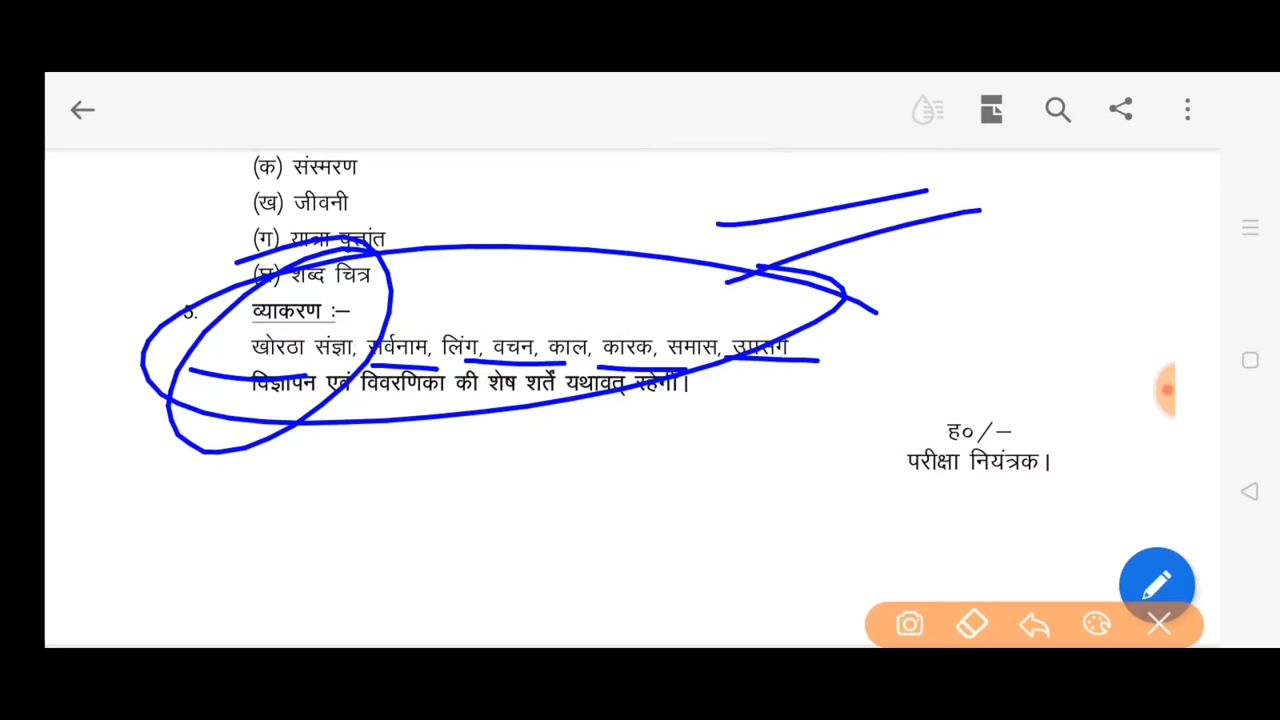 (क) संस्मरण
(ख) जीवनी
(ग) यात्रा वृत्तांत
(घ) शब्द चित्र
5. व्याकरण :–
खोरठा संज्ञा, सर्वनाम, लिंग, वचन, काल, कारक, समास, उपसर्ग
विज्ञापन एवं विवरणिका की शेष शर्तें यथावत् रहेगी।
ह०/–
परीक्षा नियंत्रक।